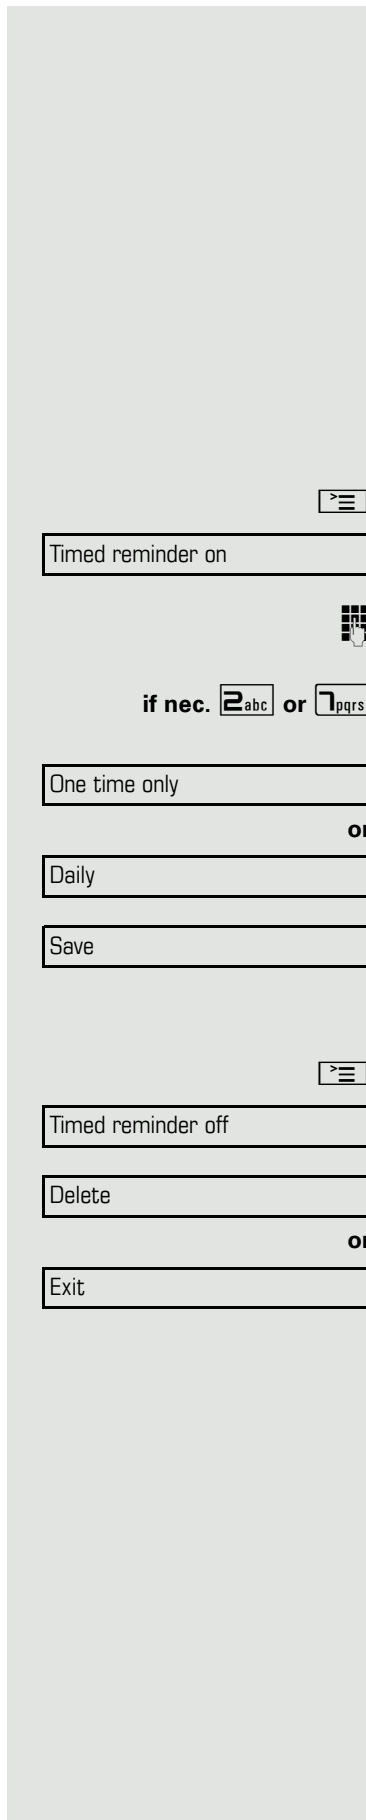 Timed reminder on
if nec. 2abc or 7pqrs
One time only
or
Daily
Save
Timed reminder off
Delete
or
Exit